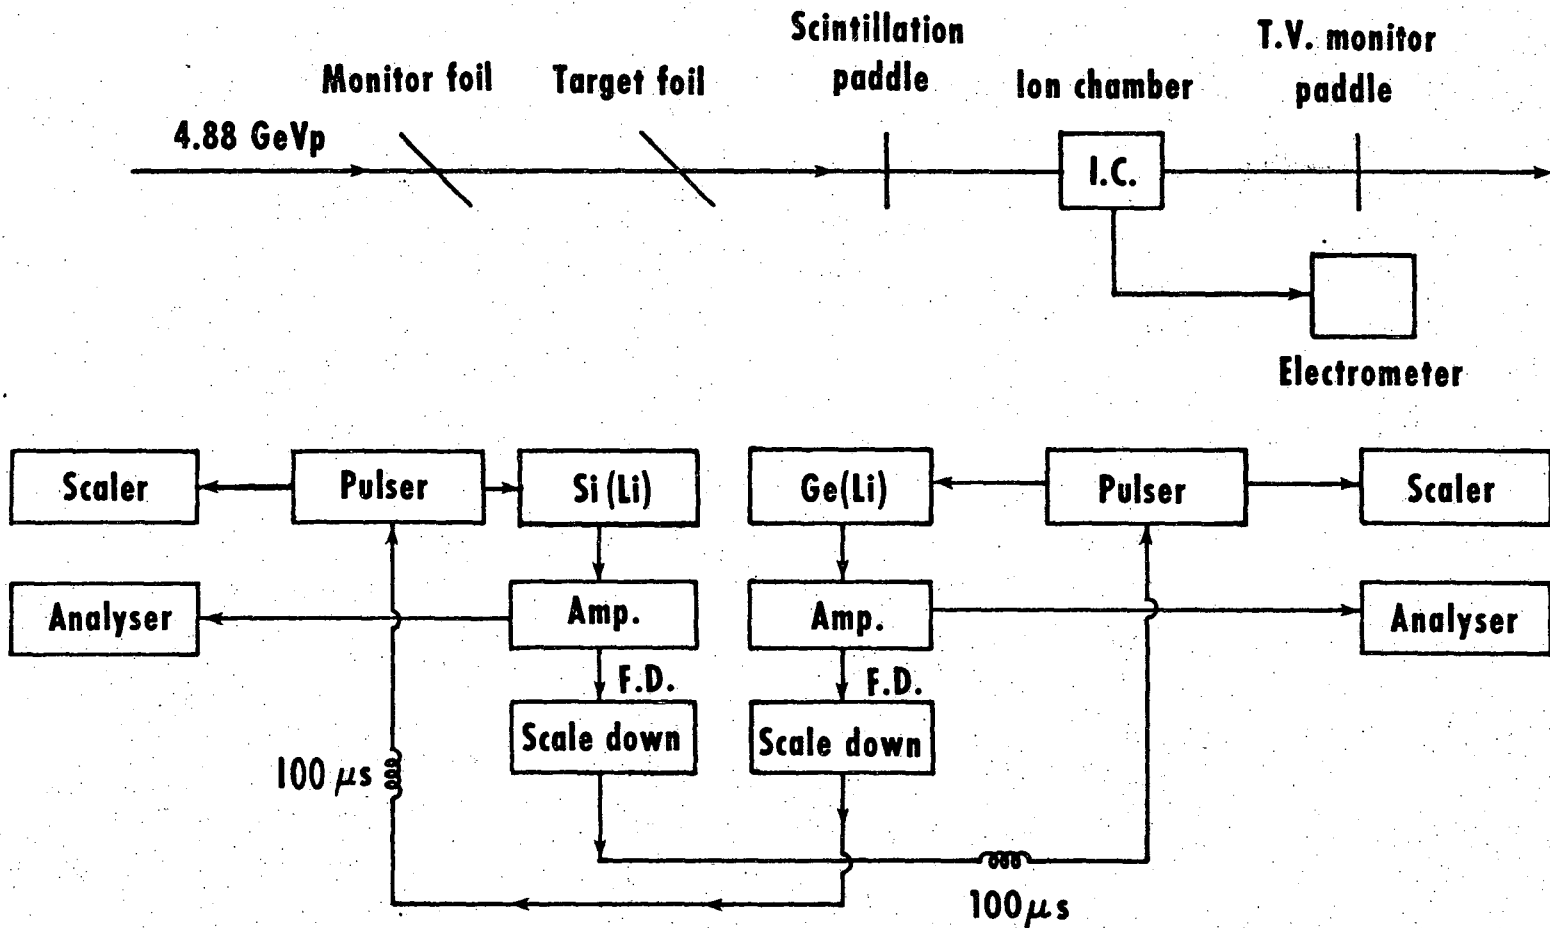 Scintillation
paddle
T.V. monitor
paddle
Monitor foil
Target foil
Ion chamber
4.88 GeVp
I.C.
Electrometer
Scaler
Pulser
Si (Li)
Ge(Li)
Pulser
Scaler
Analyser
Amp.
Amp.
Analyser
F.D.
F.D.
Scale down
Scale down
100 μs
100μs